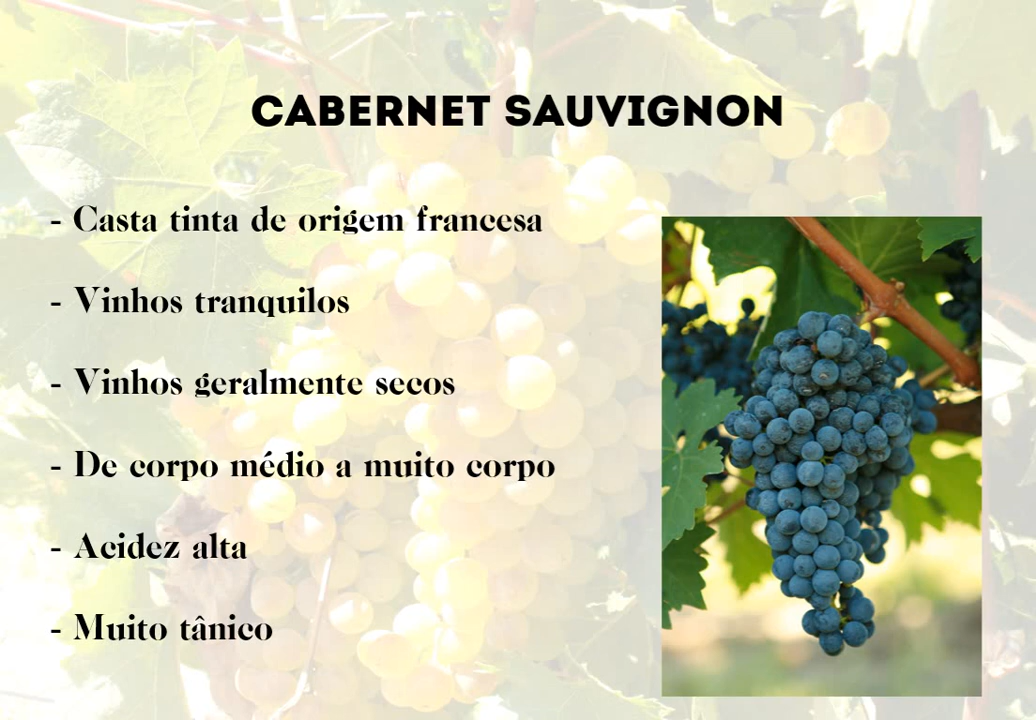 CABERNET SAUVIGNON
- Casta tinta de origem francesa
- Vinhos tranquilos
- Vinhos geralmente secos
- De corpo médio a muito corpo
- Acidez alta
- Muito tânico